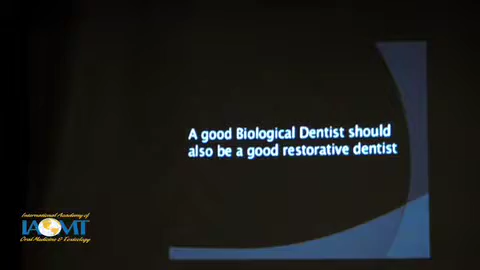 A good Biological Dentist should
also be a good restorative dentist
International Academy of
IAOMT
Oral Medicine & Toxicology